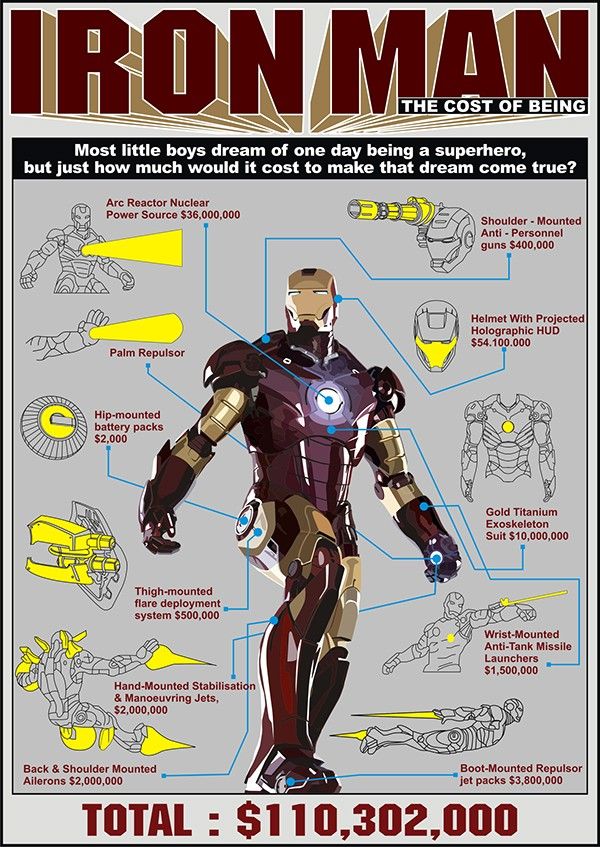 IRON MAN
THE COST OF BEING
Most little boys dream of one day being a superhero,
but just how much would it cost to make that dream come true?
Arc Reactor Nuclear
Power Source $36,000,000
Shoulder - Mounted
Anti - Personnel
guns $400,000
Helmet With Projected
Holographic HUD
$54.100.000
Palm Repulsor
Hip-mounted
battery packs
$2,000
Gold Titanium
Exoskeleton
Suit $10,000,000
Thigh-mounted
flare deployment
system $500,000
Wrist-Mounted
Anti-Tank Missile
Launchers
$1,500,000
Hand-Mounted Stabilisation
& Manoeuvring Jets,
$2,000,000
Back & Shoulder Mounted
Ailerons $2,000,000
Boot-Mounted Repulsor
jet packs $3,800,000
TOTAL : $110,302,000